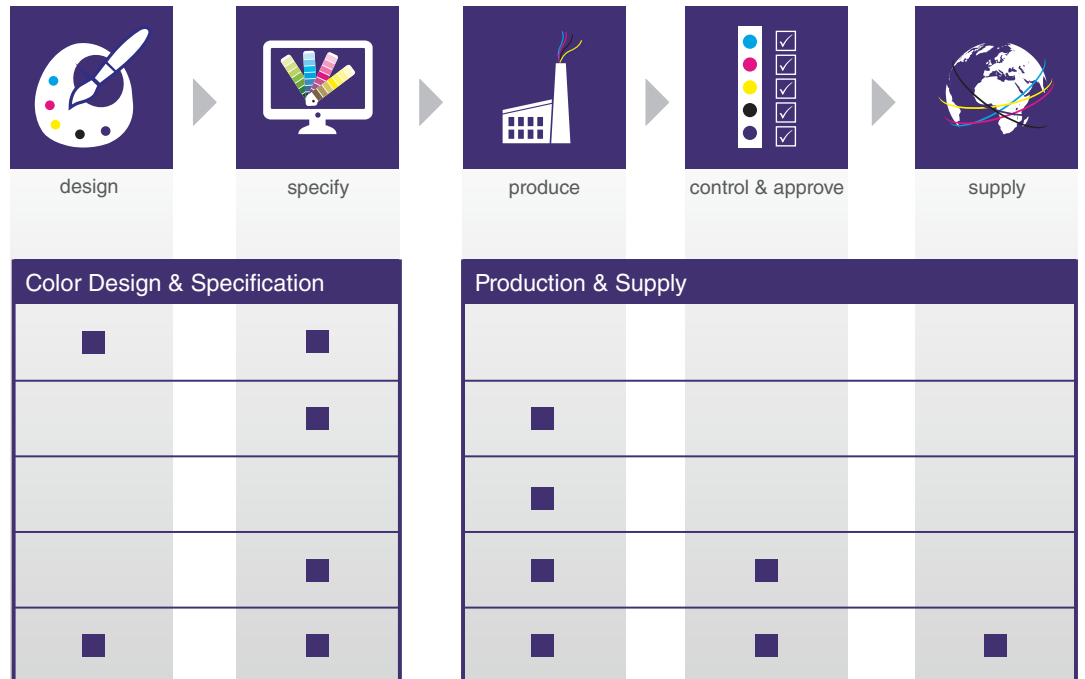 design
specify
produce
control & approve
supply
Color Design & Specification
Production & Supply